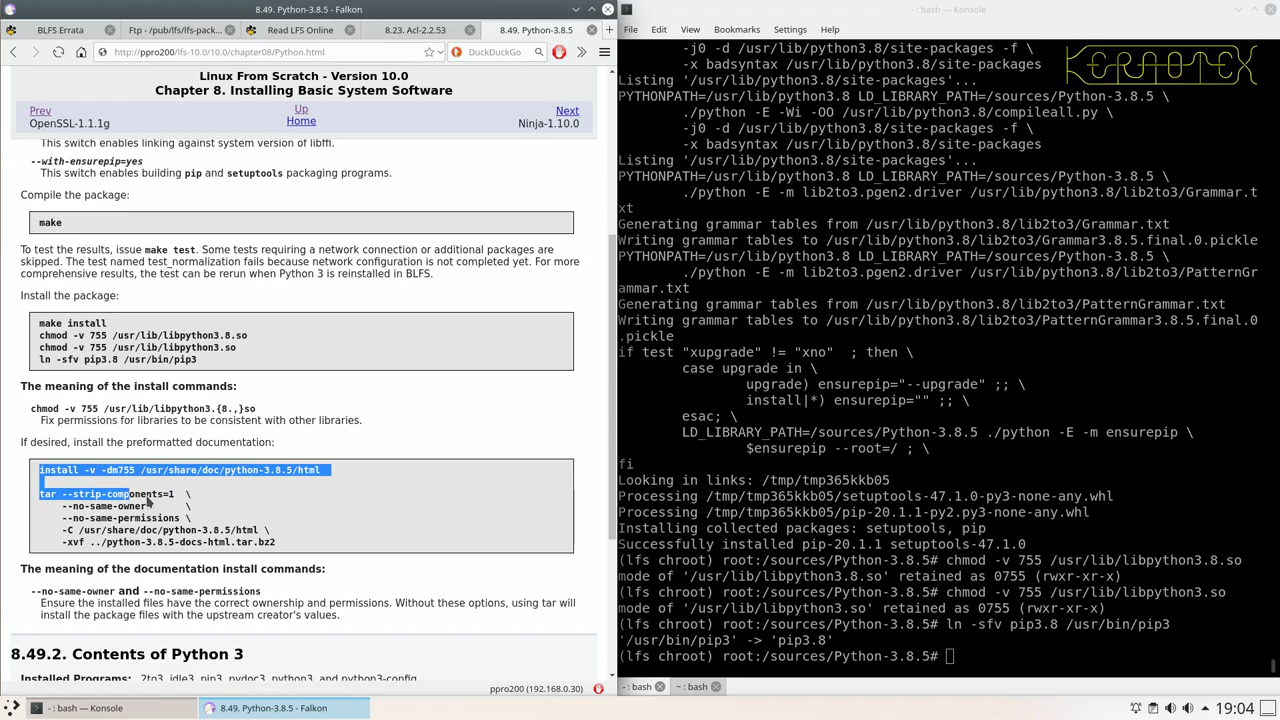 8.49. Python-3.8.5 - Falkon
BLFS Errata
Ftp - /pub/lfs/lfs-pack...
Read LFS Online
8.23. Acl-2.2.53
8.49. Python-3.8.5
http://ppro200/lfs-10.0/10.0/chapter08/Python.html
DuckDuckGo
Linux From Scratch - Version 10.0
Chapter 8. Installing Basic System Software
Prev
Up
Next
OpenSSL-1.1.1g
Home
Ninja-1.10.0
This switch enables linking against system version of libffi.
--with-ensurepip=yes
This switch enables building pip and setuptools packaging programs.
Compile the package:
make
To test the results, issue make test. Some tests requiring a network connection or additional packages are
skipped. The test named test_normalization fails because network configuration is not completed yet. For more
comprehensive results, the test can be rerun when Python 3 is reinstalled in BLFS.
Install the package:
make install
chmod -v 755 /usr/lib/libpython3.8.so
chmod -v 755 /usr/lib/libpython3.so
ln -sfv pip3.8 /usr/bin/pip3
The meaning of the install commands:
chmod -v 755 /usr/lib/libpython3.{8.,}so
Fix permissions for libraries to be consistent with other libraries.
If desired, install the preformatted documentation:
install -v -dm755 /usr/share/doc/python-3.8.5/html
tar --strip-components=1 \
--no-same-owner \
--no-same-permissions \
-C /usr/share/doc/python-3.8.5/html \
-xvf ../python-3.8.5-docs-html.tar.bz2
The meaning of the documentation install commands:
--no-same-owner and --no-same-permissions
Ensure the installed files have the correct ownership and permissions. Without these options, using tar will
install the package files with the upstream creator's values.
8.49.2. Contents of Python 3
Installed Programs: 2to3, idle3, pip3, pydoc3, python3, and python3-config
ppro200 (192.168.0.30)
- : bash — Konsole
File Edit View Bookmarks Settings Help
KERAOTEX
-j0 -d /usr/lib/python3.8/site-packages -f \
-x badsyntax /usr/lib/python3.8/site-packages
Listing '/usr/lib/python3.8/site-packages'...
PYTHONPATH=/usr/lib/python3.8 LD_LIBRARY_PATH=/sources/Python-3.8.5 \
./python -E -Wi -OO /usr/lib/python3.8/compileall.py \
-j0 -d /usr/lib/python3.8/site-packages -f \
-x badsyntax /usr/lib/python3.8/site-packages
Listing '/usr/lib/python3.8/site-packages'...
PYTHONPATH=/usr/lib/python3.8 LD_LIBRARY_PATH=/sources/Python-3.8.5 \
./python -E -m lib2to3.pgen2.driver /usr/lib/python3.8/lib2to3/Grammar.t
xt
Generating grammar tables from /usr/lib/python3.8/lib2to3/Grammar.txt
Writing grammar tables to /usr/lib/python3.8/lib2to3/Grammar3.8.5.final.0.pickle
PYTHONPATH=/usr/lib/python3.8 LD_LIBRARY_PATH=/sources/Python-3.8.5 \
./python -E -m lib2to3.pgen2.driver /usr/lib/python3.8/lib2to3/PatternGr
ammar.txt
Generating grammar tables from /usr/lib/python3.8/lib2to3/PatternGrammar.txt
Writing grammar tables to /usr/lib/python3.8/lib2to3/PatternGrammar3.8.5.final.0
.pickle
if test "xupgrade" != "xno" ; then \
case upgrade in \
upgrade) ensurepip="--upgrade" ;; \
install|*) ensurepip="" ;; \
esac; \
LD_LIBRARY_PATH=/sources/Python-3.8.5 ./python -E -m ensurepip \
$ensurepip --root=/ ; \
fi
Looking in links: /tmp/tmp365kkb05
Processing /tmp/tmp365kkb05/setuptools-47.1.0-py3-none-any.whl
Processing /tmp/tmp365kkb05/pip-20.1.1-py2.py3-none-any.whl
Installing collected packages: setuptools, pip
Successfully installed pip-20.1.1 setuptools-47.1.0
(lfs chroot) root:/sources/Python-3.8.5# chmod -v 755 /usr/lib/libpython3.8.so
mode of '/usr/lib/libpython3.8.so' retained as 0755 (rwxr-xr-x)
(lfs chroot) root:/sources/Python-3.8.5# chmod -v 755 /usr/lib/libpython3.so
mode of '/usr/lib/libpython3.so' retained as 0755 (rwxr-xr-x)
(lfs chroot) root:/sources/Python-3.8.5# ln -sfv pip3.8 /usr/bin/pip3
'/usr/bin/pip3' -> 'pip3.8'
(lfs chroot) root:/sources/Python-3.8.5#
- : bash
~ : bash
- : bash — Konsole
8.49. Python-3.8.5 - Falkon
19:04